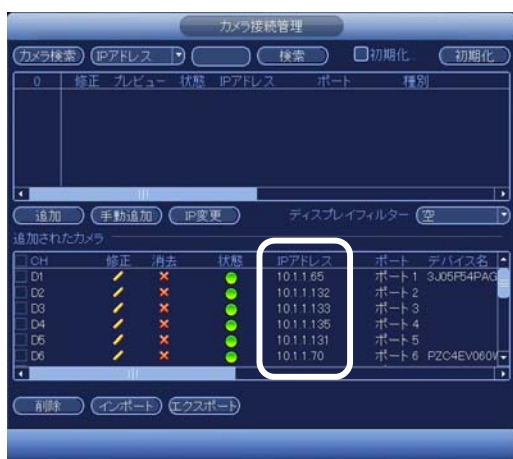 カメラ接続管理
カメラ検索 IPアドレス 検索 初期化 初期化
0 修正 プレビュー 状態 IPアドレス ポート 種別
追加 手動追加 IP変更 ディスプレイフィルター 空
追加されたカメラ
CH 修正 消去 状態 IPアドレス ポート デバイス名
D1 10.1.1.65 ポート 1 3J05F54PAG
D2 10.1.1.132 ポート 2
D3 10.1.1.133 ポート 3
D4 10.1.1.135 ポート 4
D5 10.1.1.131 ポート 5
D6 10.1.1.70 ポート 6 PZC4EV060W
削除 インポート エクスポート